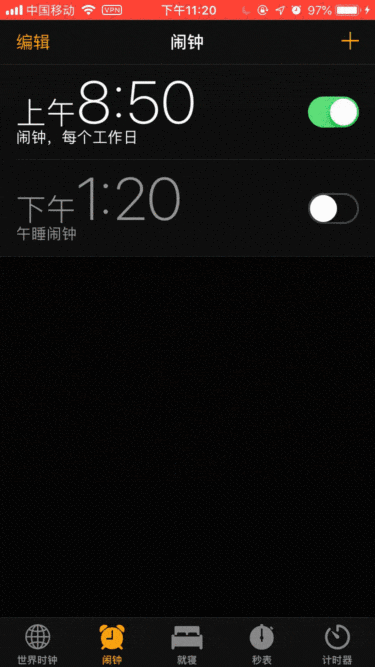 中国移动 VPN 下午11:20 97%
编辑 闹钟 +
上午8:50
闹钟，每个工作日
下午1:20
午睡闹钟
世界时钟 闹钟 就寝 秒表 计时器